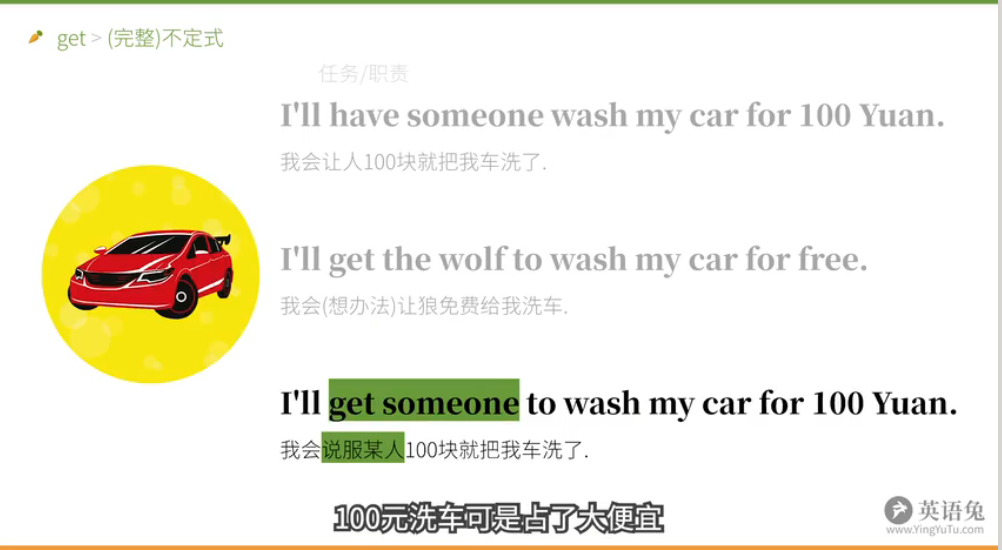 get > (完整)不定式
任务/职责
I'll have someone wash my car for 100 Yuan.
我会让人100块就把我车洗了.
I'll get the wolf to wash my car for free.
我会(想办法)让狼免费给我洗车.
I'll get someone to wash my car for 100 Yuan.
我会说服某人100块就把我车洗了.
100元洗车可是占了大便宜
英语兔
www.YingYuTu.com